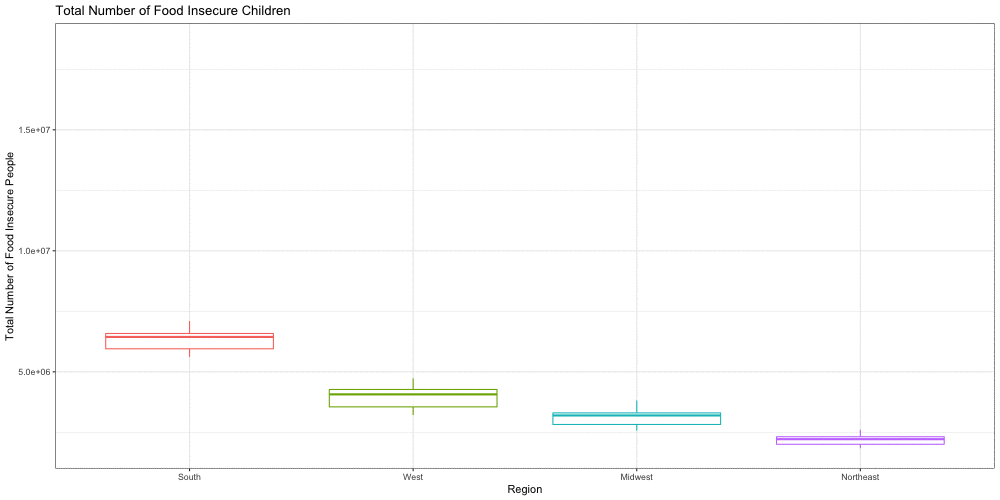 Total Number of Food Insecure Children
Total Number of Food Insecure People
1.5e+07
1.0e+07
5.0e+06
South West Midwest Northeast
Region